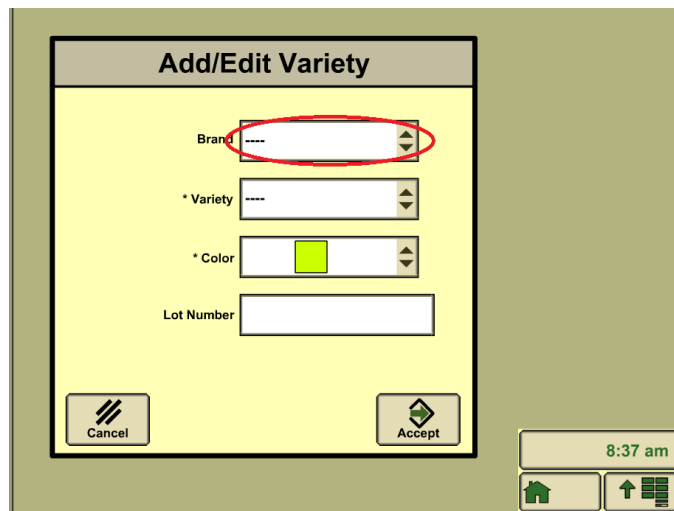 Add/Edit Variety
Brand ----
* Variety ----
* Color
Lot Number
Cancel
Accept
8:37 am